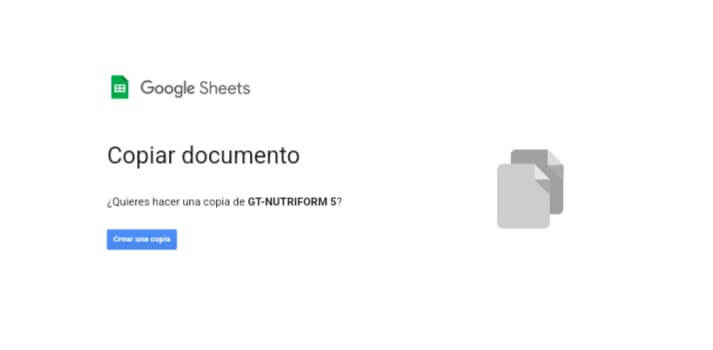 Google Sheets
Copiar documento
¿Quieres hacer una copia de GT-NUTRIFORM 5?
Crear una copia